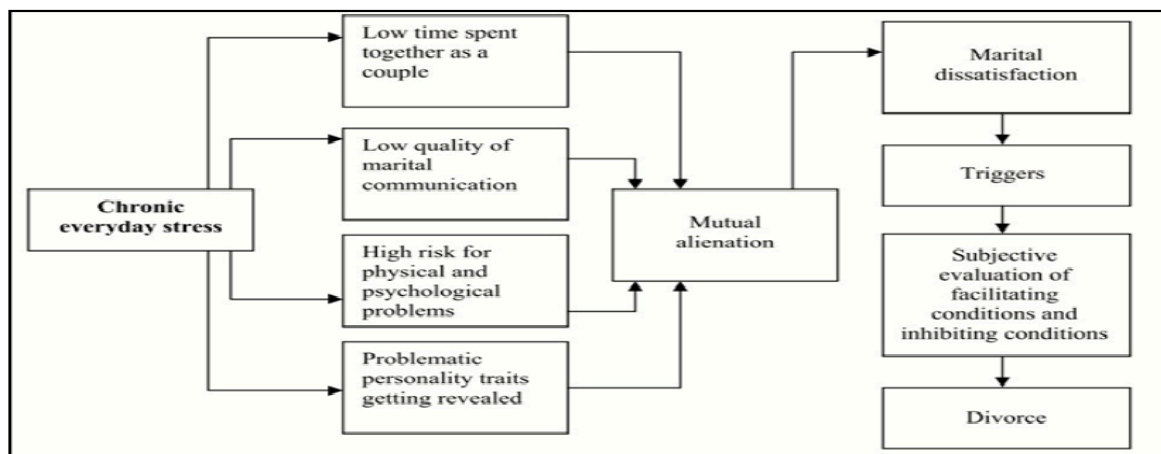 Chronic
everyday stress
Low time spent
together as a
couple
Low quality of
marital
communication
High risk for
physical and
psychological
problems
Problematic
personality traits
getting revealed
Mutual
alienation
Marital
dissatisfaction
Triggers
Subjective
evaluation of
facilitating
conditions and
inhibiting conditions
Divorce